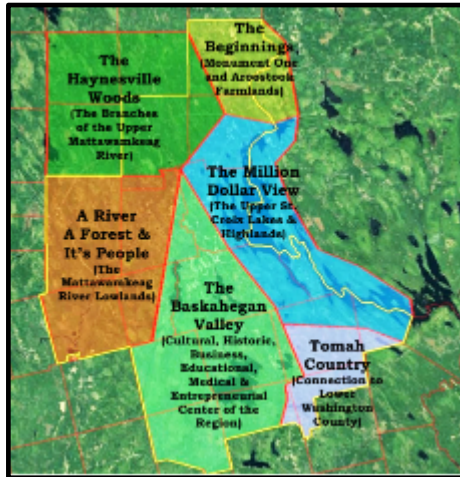 The
Beginnings
(Monument One
and Aroostook
Farmlands)
The
Haynesville
Woods
(The Branches
of the Upper
Mattawamkeag
River)
The Million
Dollar View
(The Upper St.
Croix Lakes &
Highlands)
A River
A Forest &
It's People
(The
Mattawamkeag
River Lowlands)
The
Baskahegan
Valley
(Cultural, Historic,
Business,
Educational,
Medical &
Entrepreneurial
Center of the
Region)
Tomah
Country
(Connection to
Lower
Washington
County)